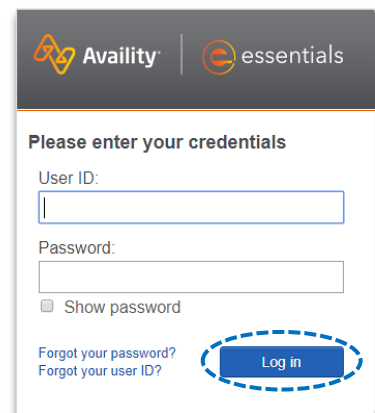 Availity essentials
Please enter your credentials
User ID:
Password:
Show password
Forgot your password?
Forgot your user ID?
Log in